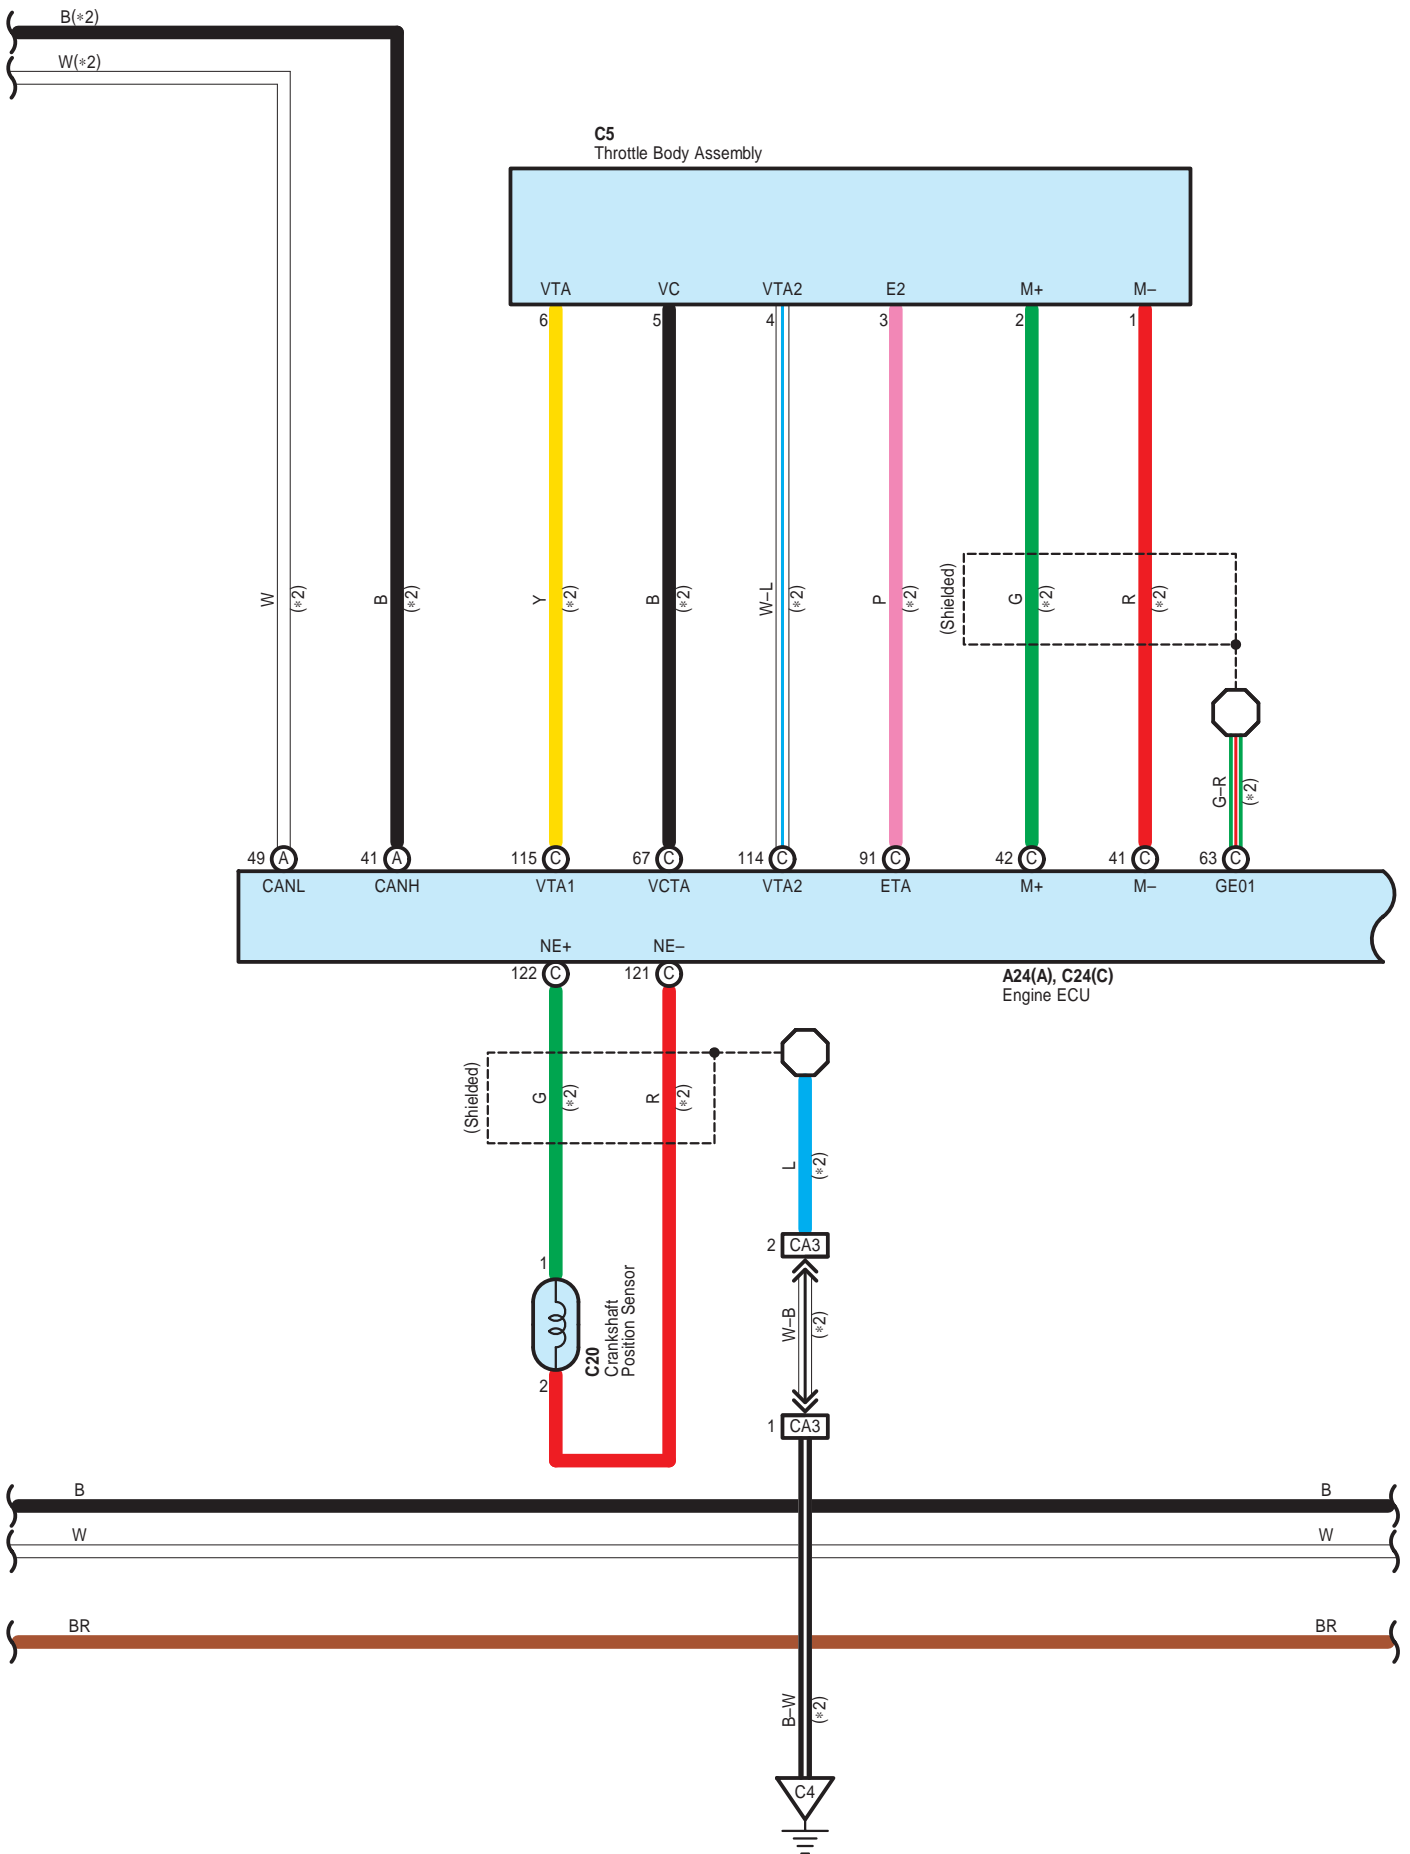 B(*2)
W(*2)
C5
Throttle Body Assembly
VTA VC VTA2 E2 M+ M–
6 5 4 3 2 1
W (*2) B (*2) Y (*2) B (*2) W–L (*2) P (*2) (Shielded) G (*2) R (*2)
G–R (*2)
49 A 41 A 115 C 67 C 114 C 91 C 42 C 41 C 63 C
CANL CANH VTA1 VCTA VTA2 ETA M+ M– GE01
NE+ NE–
122 C 121 C
A24(A), C24(C)
Engine ECU
(Shielded) G (*2) R (*2)
L (*2)
2 CA3
1
C20
Crankshaft
Position Sensor
W–B (*2)
2
1 CA3
B B
W W
BR BR
B–W (*2)
C4